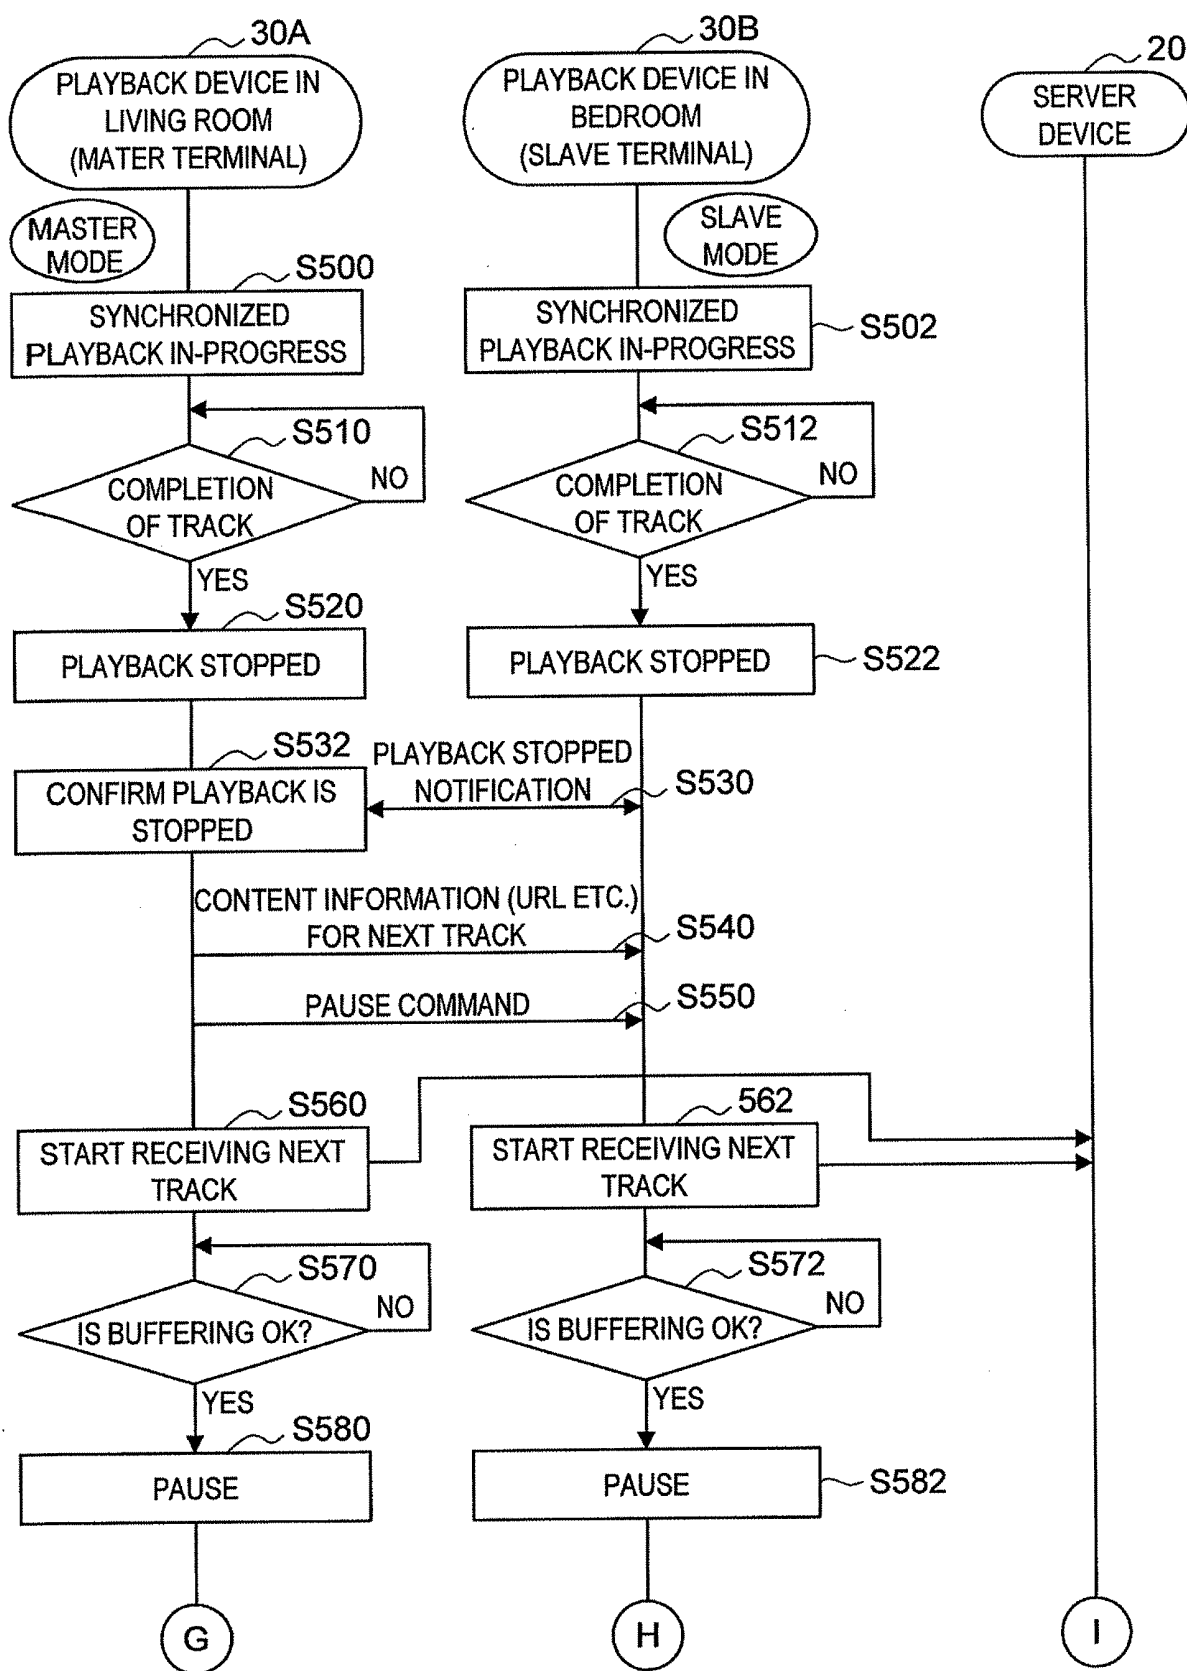 30A
30B
20
PLAYBACK DEVICE IN
LIVING ROOM
(MATER TERMINAL)
PLAYBACK DEVICE IN
BEDROOM
(SLAVE TERMINAL)
SERVER
DEVICE
MASTER
MODE
SLAVE
MODE
S500
SYNCHRONIZED
PLAYBACK IN-PROGRESS
SYNCHRONIZED
PLAYBACK IN-PROGRESS
S502
S510
COMPLETION
OF TRACK
NO
YES
S512
COMPLETION
OF TRACK
NO
YES
S520
PLAYBACK STOPPED
PLAYBACK STOPPED
S522
S532
CONFIRM PLAYBACK IS
STOPPED
PLAYBACK STOPPED
NOTIFICATION
S530
CONTENT INFORMATION (URL ETC.)
FOR NEXT TRACK
S540
PAUSE COMMAND
S550
S560
START RECEIVING NEXT
TRACK
562
START RECEIVING NEXT
TRACK
S570
IS BUFFERING OK?
NO
YES
S572
IS BUFFERING OK?
NO
YES
S580
PAUSE
PAUSE
S582
G
H
I